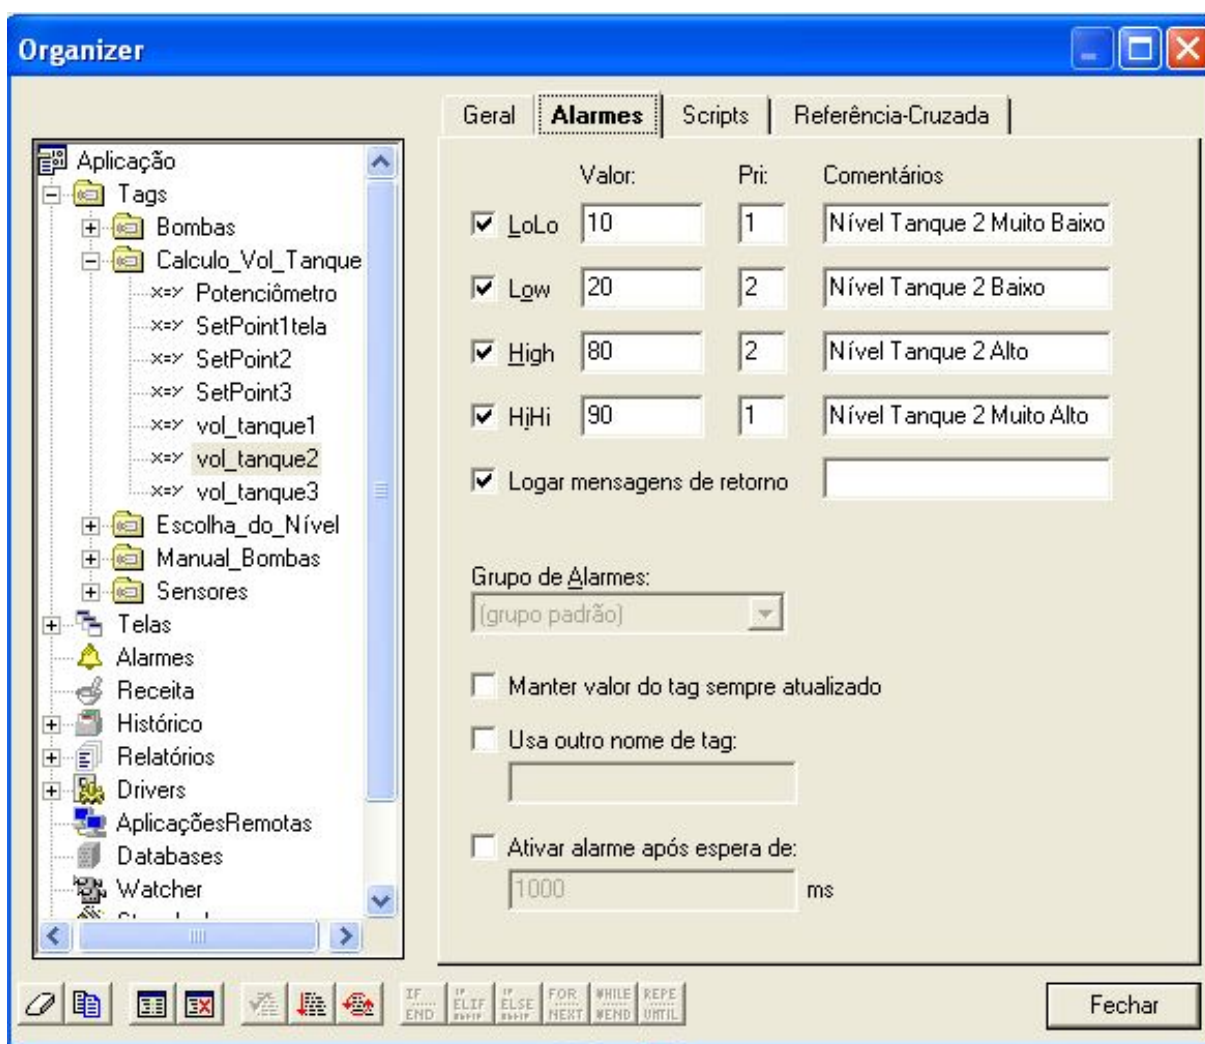 Organizer
Geral Alarmes Scripts Referência-Cruzada
Aplicação
Tags
Bombas
Calculo_Vol_Tanque
Potenciômetro
SetPoint1tela
SetPoint2
SetPoint3
vol_tanque1
vol_tanque2
vol_tanque3
Escolha_do_Nível
Manual_Bombas
Sensores
Telas
Alarmes
Receita
Histórico
Relatórios
Drivers
AplicaçõesRemotas
Databases
Watcher
Valor: Pri: Comentários
LoLo 10 1 Nível Tanque 2 Muito Baixo
Low 20 2 Nível Tanque 2 Baixo
High 80 2 Nível Tanque 2 Alto
HiHi 90 1 Nível Tanque 2 Muito Alto
Logar mensagens de retorno
Grupo de Alarmes:
(grupo padrão)
Manter valor do tag sempre atualizado
Usa outro nome de tag:
Ativar alarme após espera de:
1000 ms
IF END
IF ELIF
IF ELSE
FOR NEXT
WHILE WEND
REPE UNTIL
Fechar